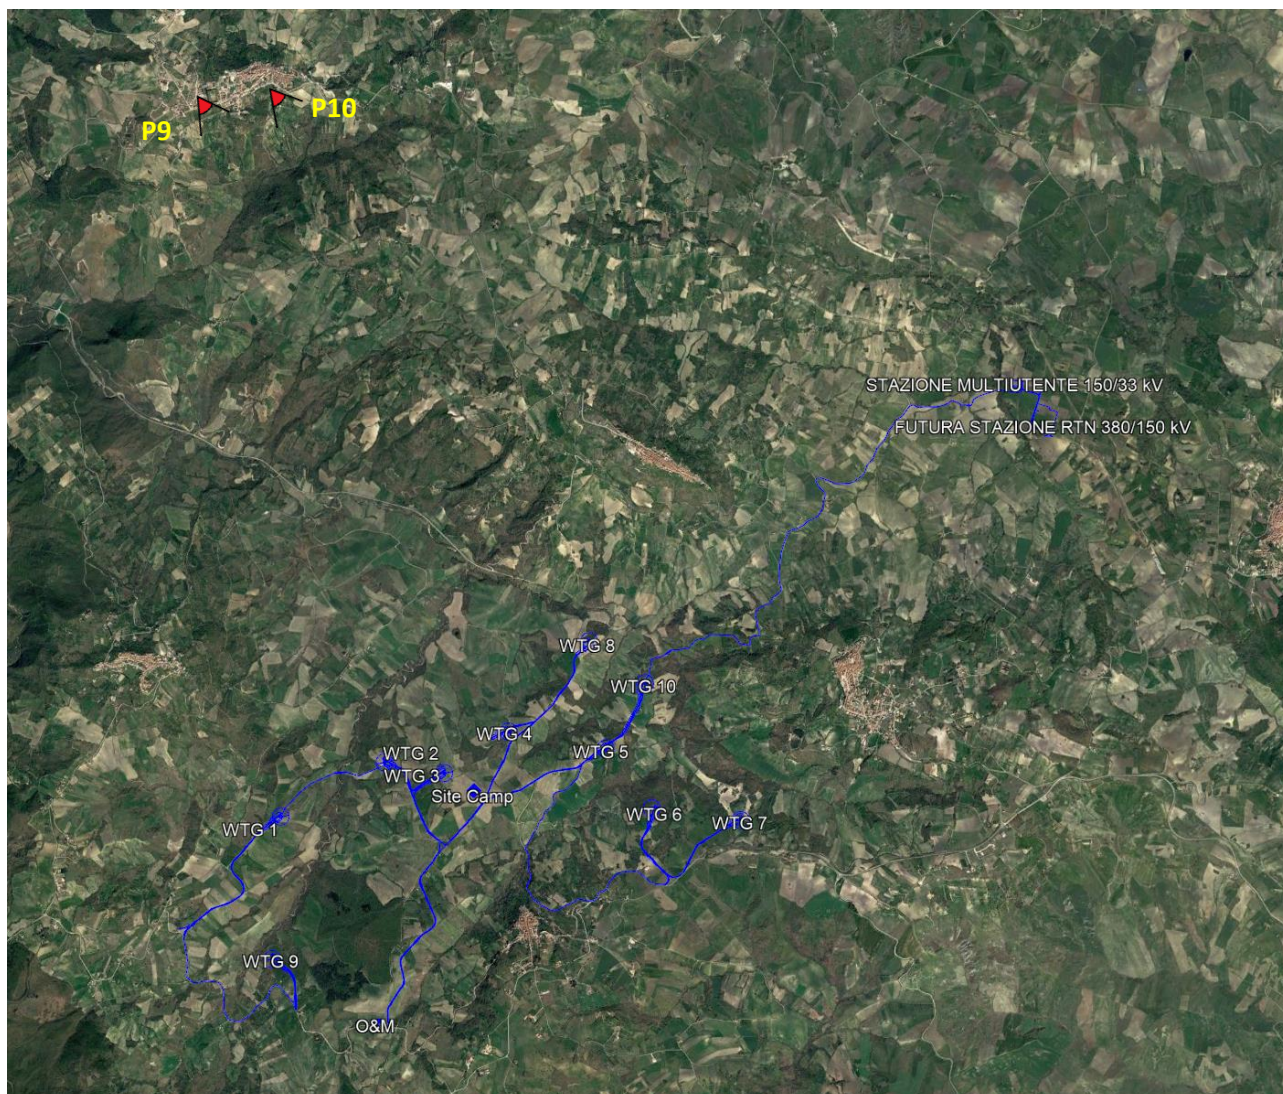 P10
P9
STAZIONE MULTIUTENTE 150/33 kV
FUTURA STAZIONE RTN 380/150 kV
WTG 8
WTG 10
WTG 4
WTG 5
WTG 2
WTG 3
Site Camp
WTG 6
WTG 7
WTG 1
WTG 9
O&M